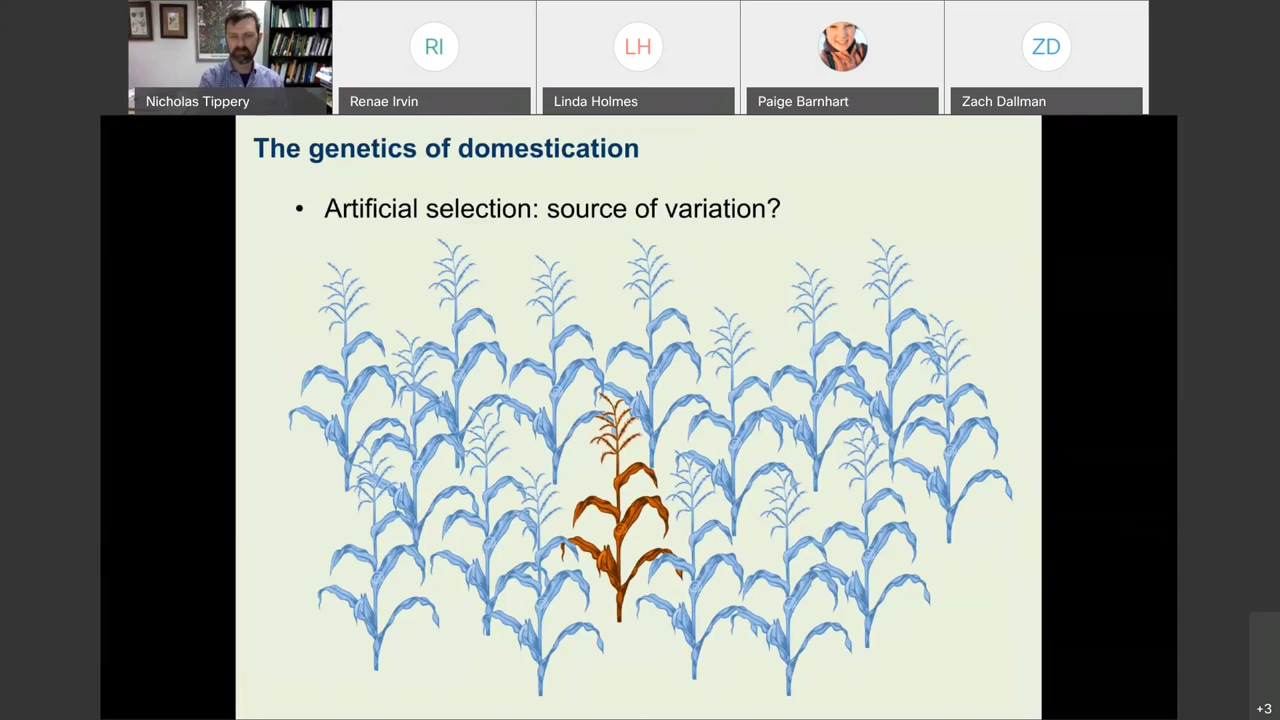 RI
LH
ZD
Nicholas Tippery
Renae Irvin
Linda Holmes
Paige Barnhart
Zach Dallman
The genetics of domestication
• Artificial selection: source of variation?
+3